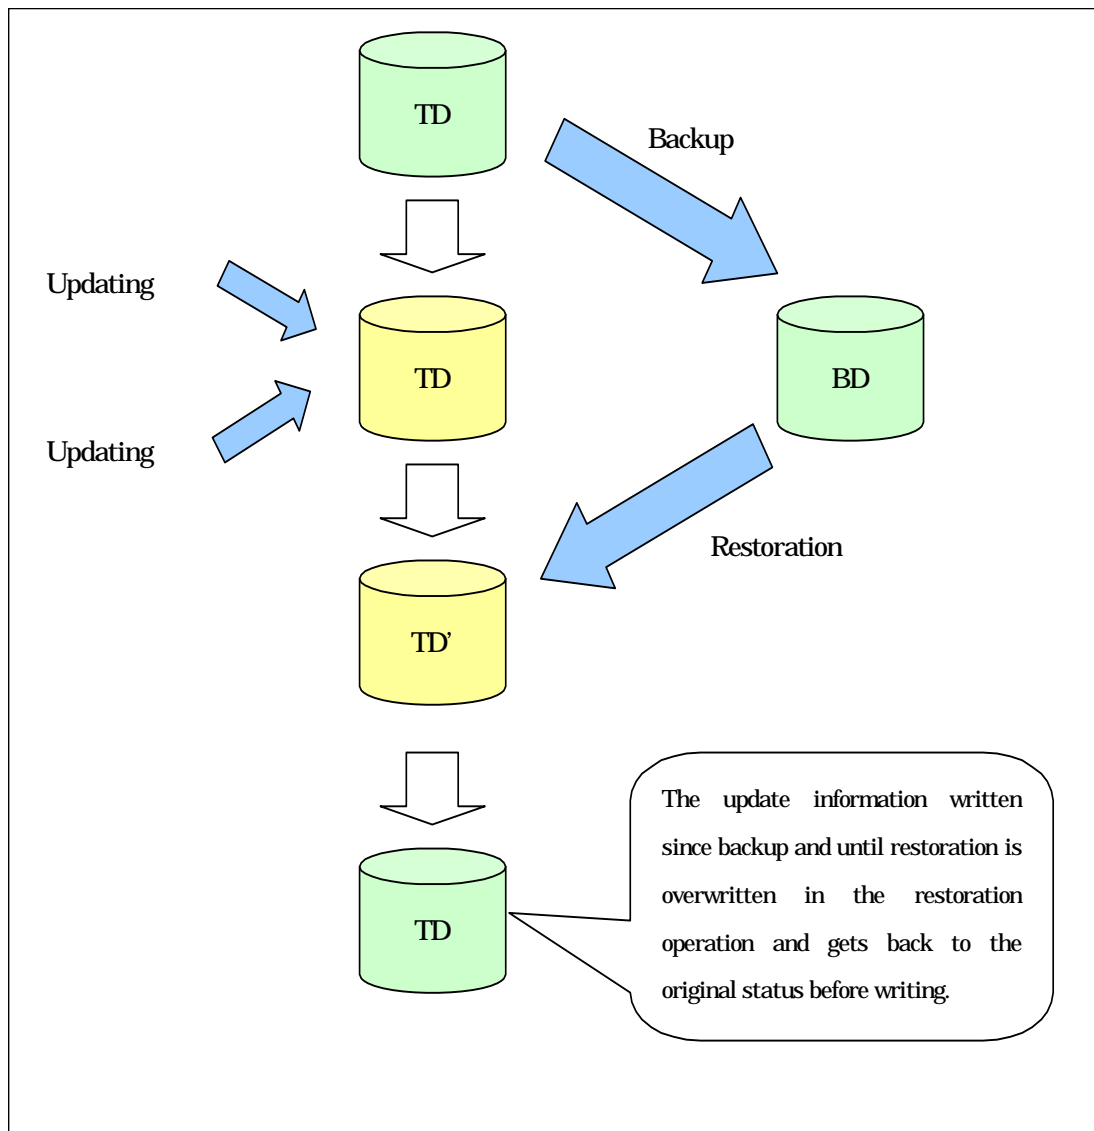 TD
Backup
Updating
TD
BD
Updating
Restoration
TD’
The update information written
since backup and until restoration is
overwritten in the restoration
operation and gets back to the
original status before writing.
TD